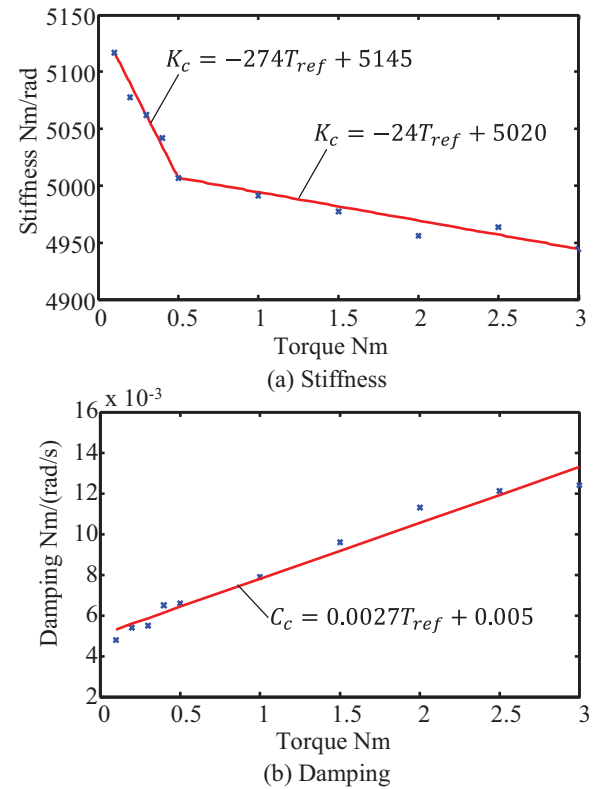 5150
5100
5050
5000
4950
4900
Stiffness Nm/rad
K_c = −274T_ref + 5145
K_c = −24T_ref + 5020
0 0.5 1 1.5 2 2.5 3
Torque Nm
(a) Stiffness
x 10⁻³
16
14
12
10
8
6
4
2
Damping Nm/(rad/s)
C_c = 0.0027T_ref + 0.005
0 0.5 1 1.5 2 2.5 3
Torque Nm
(b) Damping